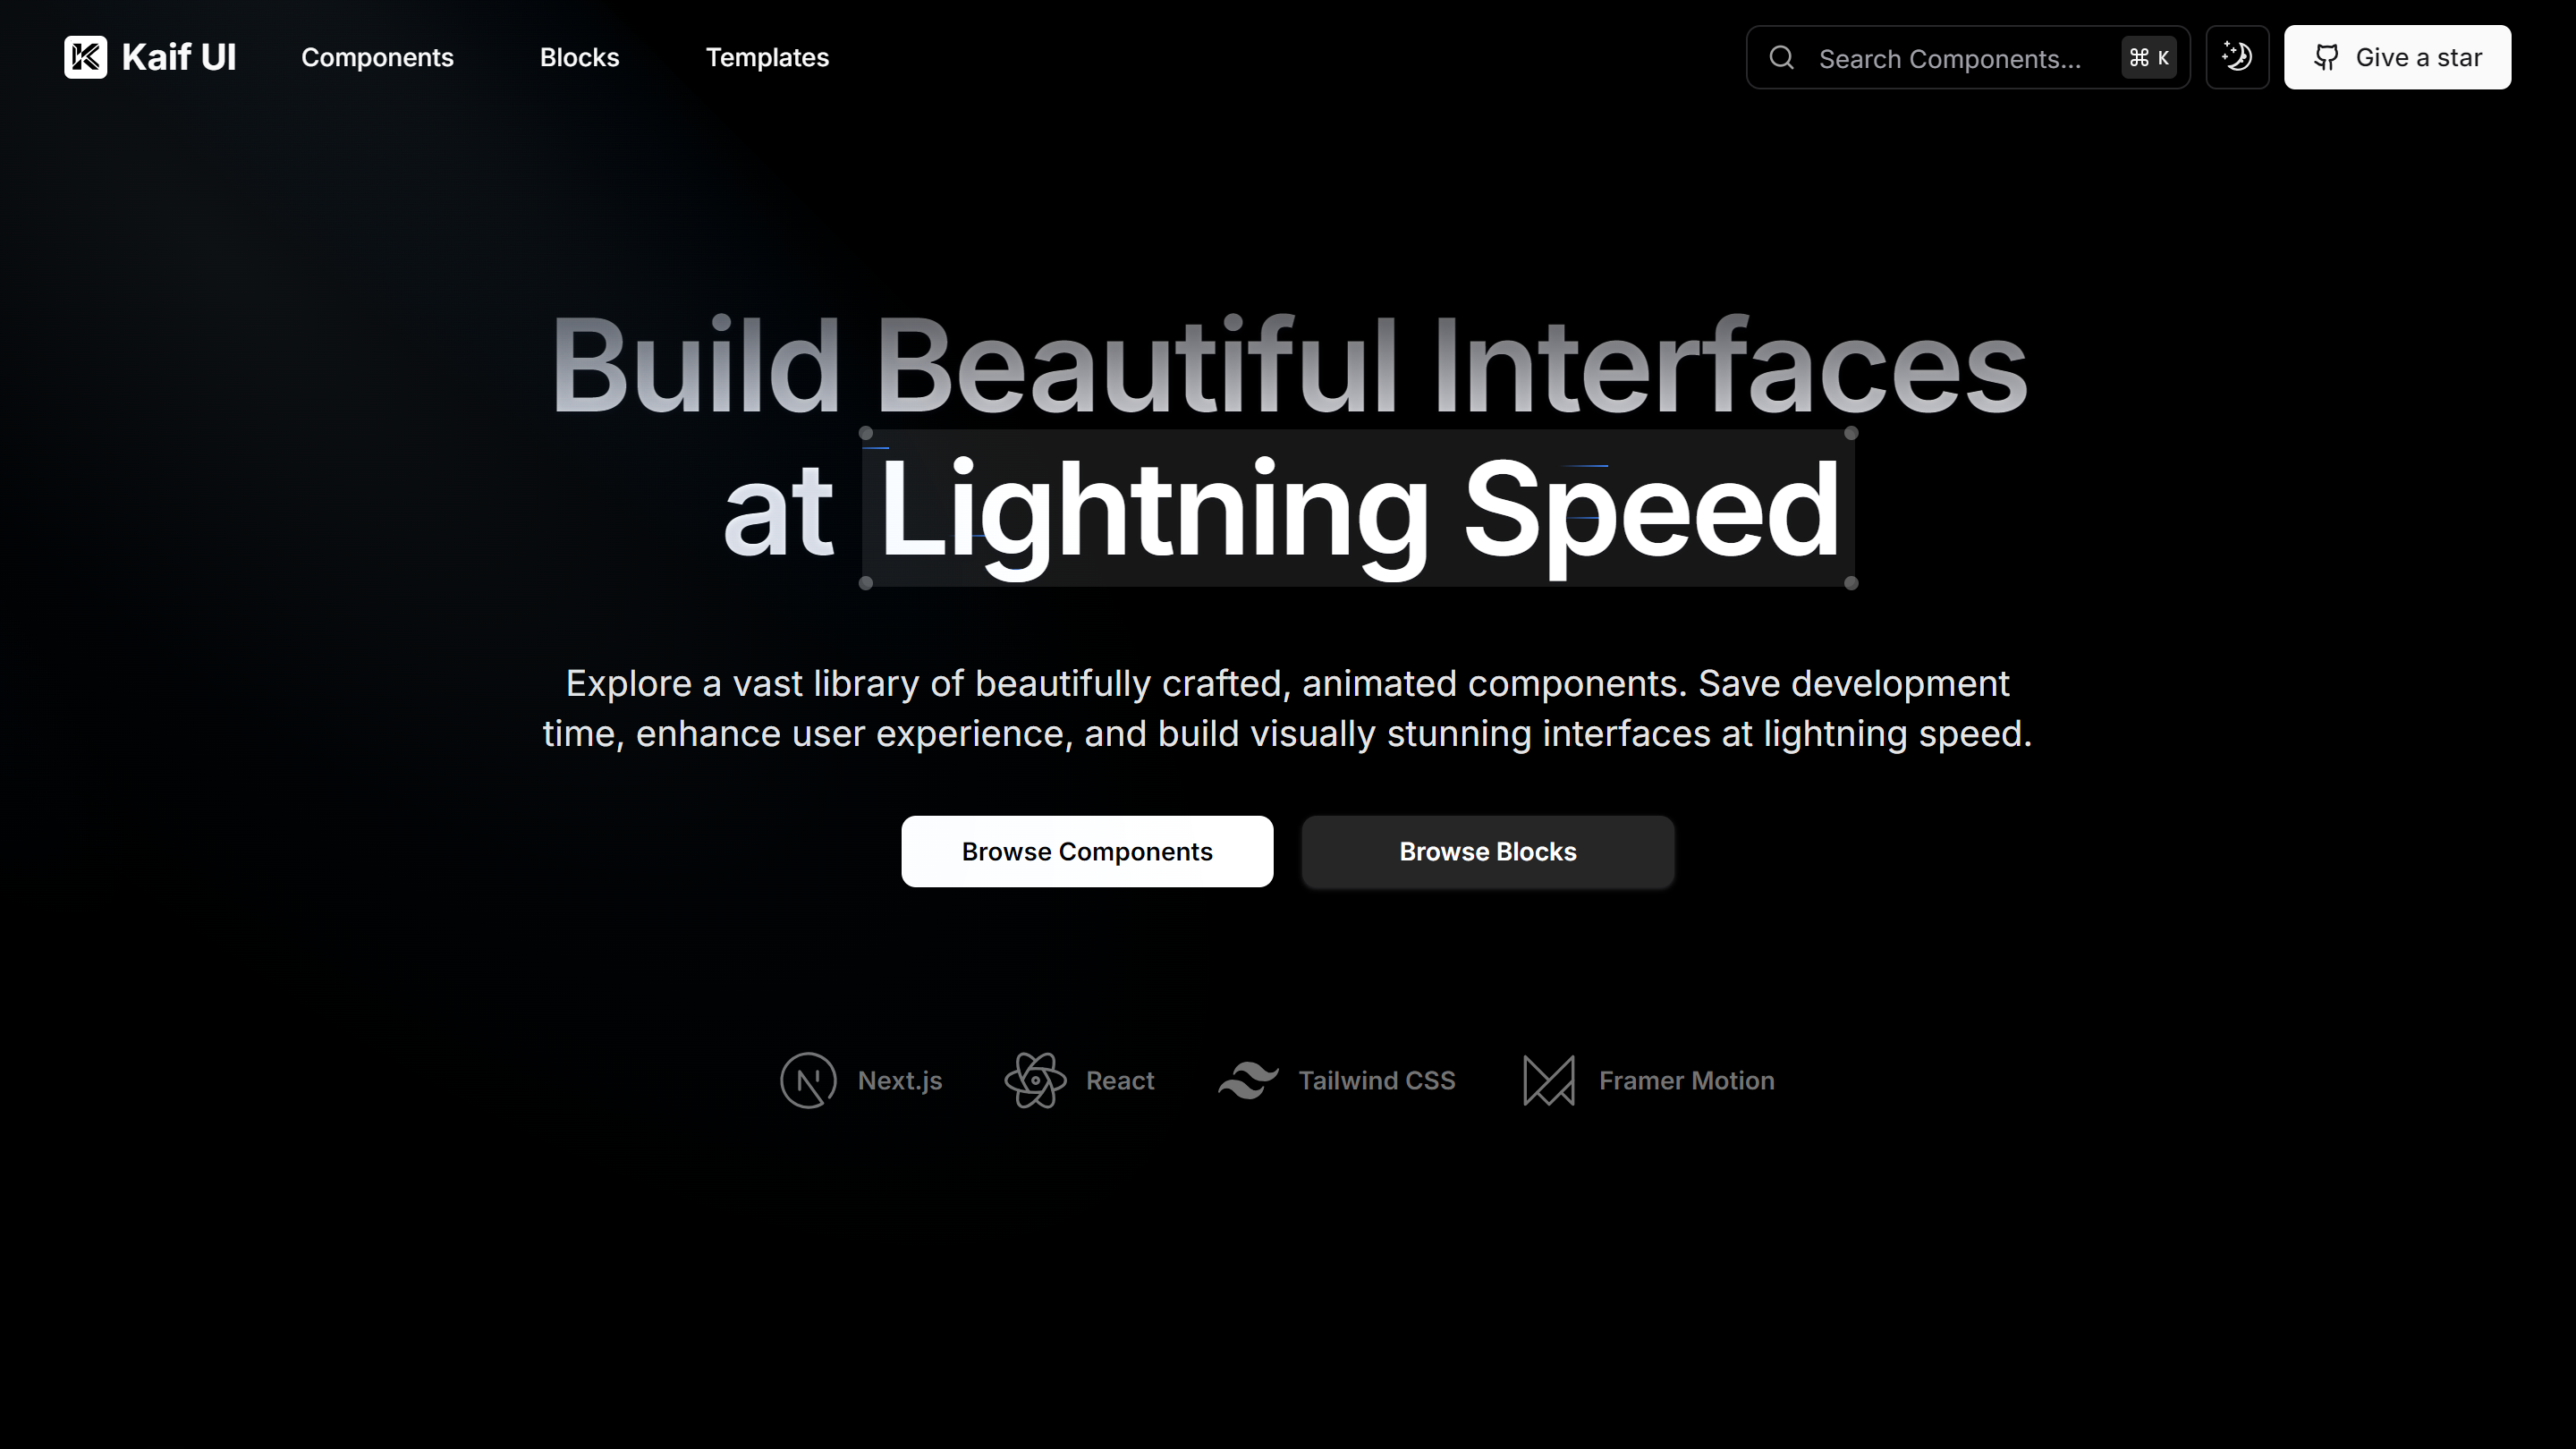 Kaif UI
Components
Blocks
Templates
Search Components...
⌘ K
Give a star
Build Beautiful Interfaces
at Lightning Speed
Explore a vast library of beautifully crafted, animated components. Save development
time, enhance user experience, and build visually stunning interfaces at lightning speed.
Browse Components
Browse Blocks
Next.js
React
Tailwind CSS
Framer Motion